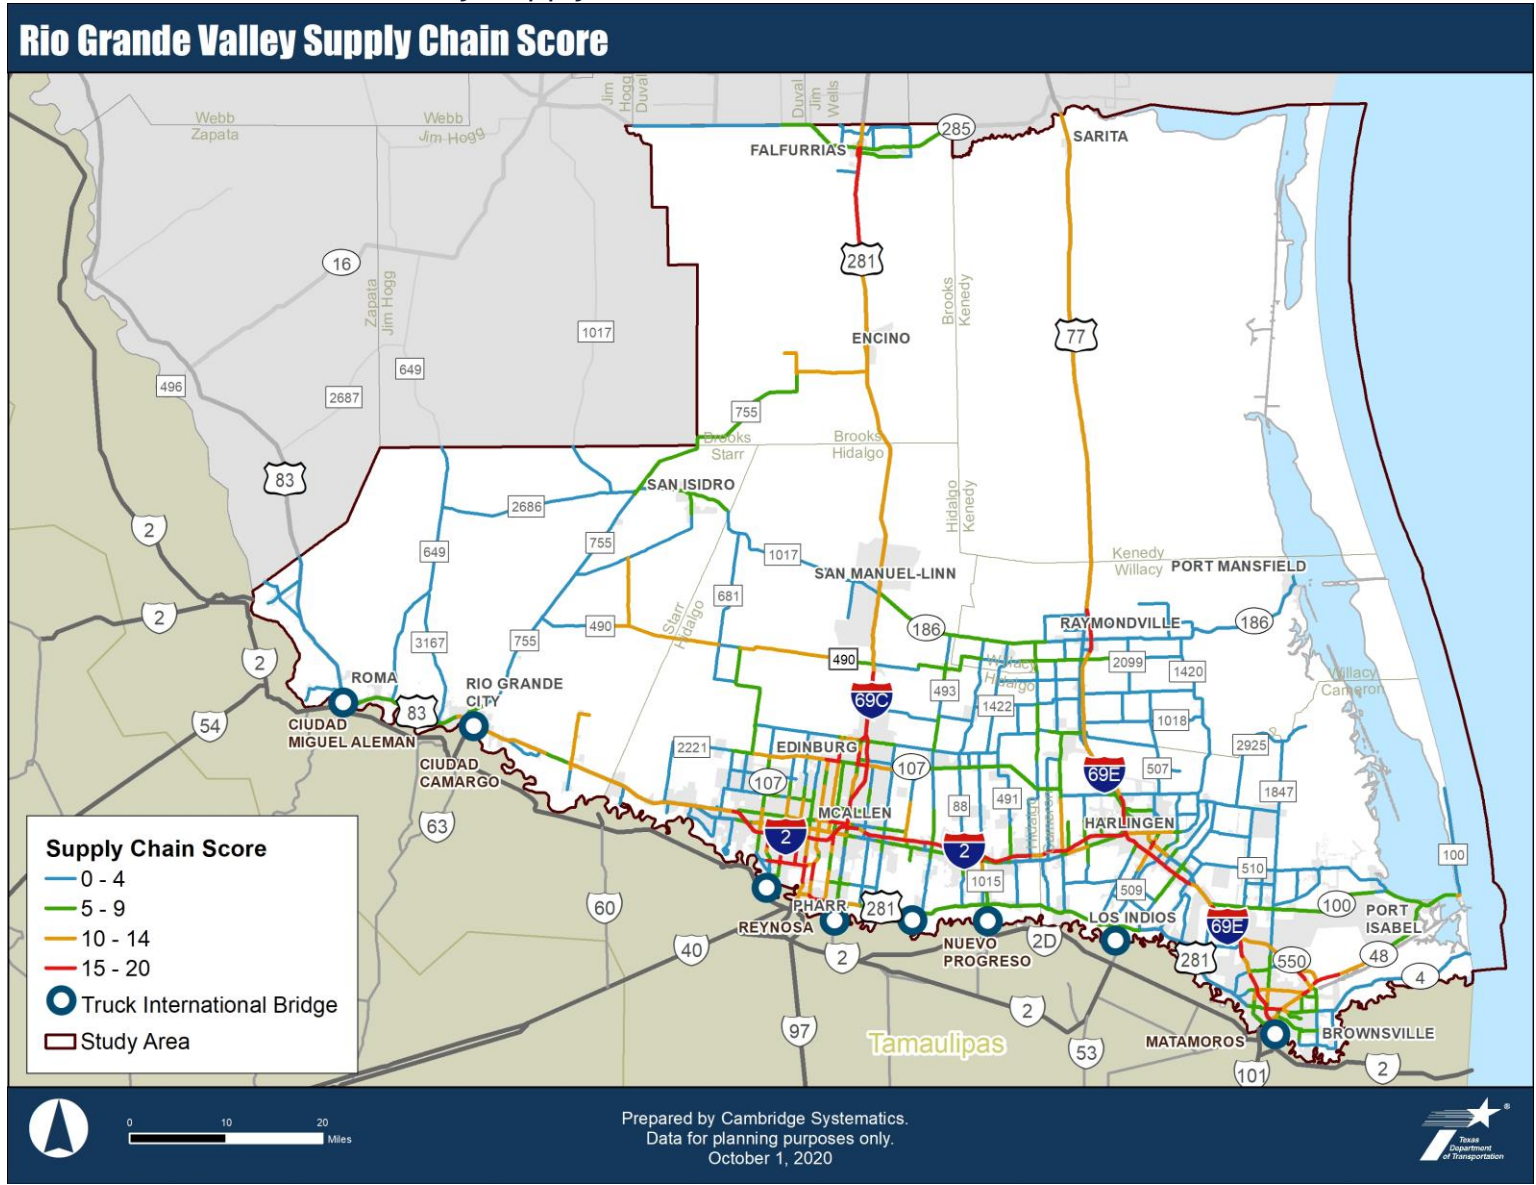 Rio Grande Valley Supply Chain Score
Webb
Zapata
Webb
Jim Hogg
Jim
Hogg
Duval
Duval
Jim
Wells
285
SARITA
FALFURRIAS
16
281
Zapata
Jim Hogg
1017
Brooks
Kenedy
77
ENCINO
649
496
2687
755
Brooks
Starr
Brooks
Hidalgo
83
SAN ISIDRO
2686
Hidalgo
Kenedy
2
649
755
1017
Kenedy
Willacy
PORT MANSFIELD
SAN MANUEL-LINN
681
2
Starr
Hidalgo
490
186
RAYMONDVILLE
186
3167
755
2
490
Willacy
Hidalgo
2099
1420
Willacy
Cameron
ROMA
RIO GRANDE
CITY
493
69C
1422
83
54
CIUDAD
MIGUEL ALEMAN
1018
2221
EDINBURG
2925
CIUDAD
CAMARGO
107
107
69E
507
88
491
1847
MCALLEN
Hidalgo
Cameron
HARLINGEN
63
2
2
100
510
1015
509
60
PHARR
281
100
PORT
ISABEL
REYNOSA
LOS INDIOS
69E
40
2
NUEVO
PROGRESO
2D
281
550
48
4
2
97
Tamaulipas
53
MATAMOROS
BROWNSVILLE
101
2
Supply Chain Score
0 - 4
5 - 9
10 - 14
15 - 20
Truck International Bridge
Study Area
0 10 20
Miles
Prepared by Cambridge Systematics.
Data for planning purposes only.
October 1, 2020
®
Texas
Department
of Transportation